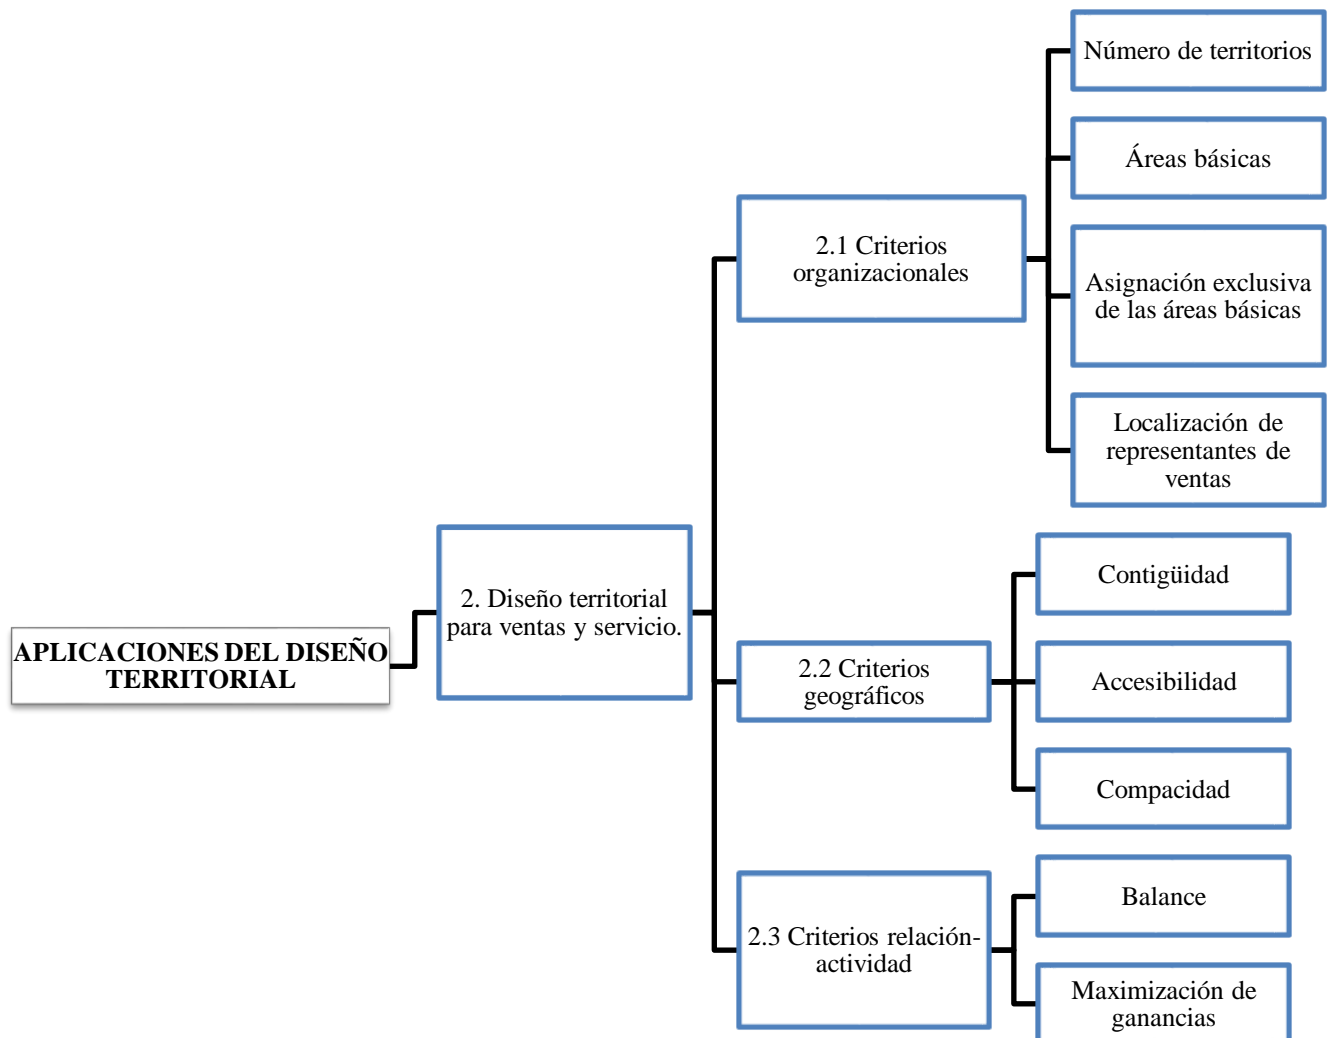 APLICACIONES DEL DISEÑO
TERRITORIAL
2. Diseño territorial
para ventas y servicio.
2.1 Criterios
organizacionales
Número de territorios
Áreas básicas
Asignación exclusiva
de las áreas básicas
Localización de
representantes de
ventas
2.2 Criterios
geográficos
Contigüidad
Accesibilidad
Compacidad
2.3 Criterios relación-
actividad
Balance
Maximización de
ganancias